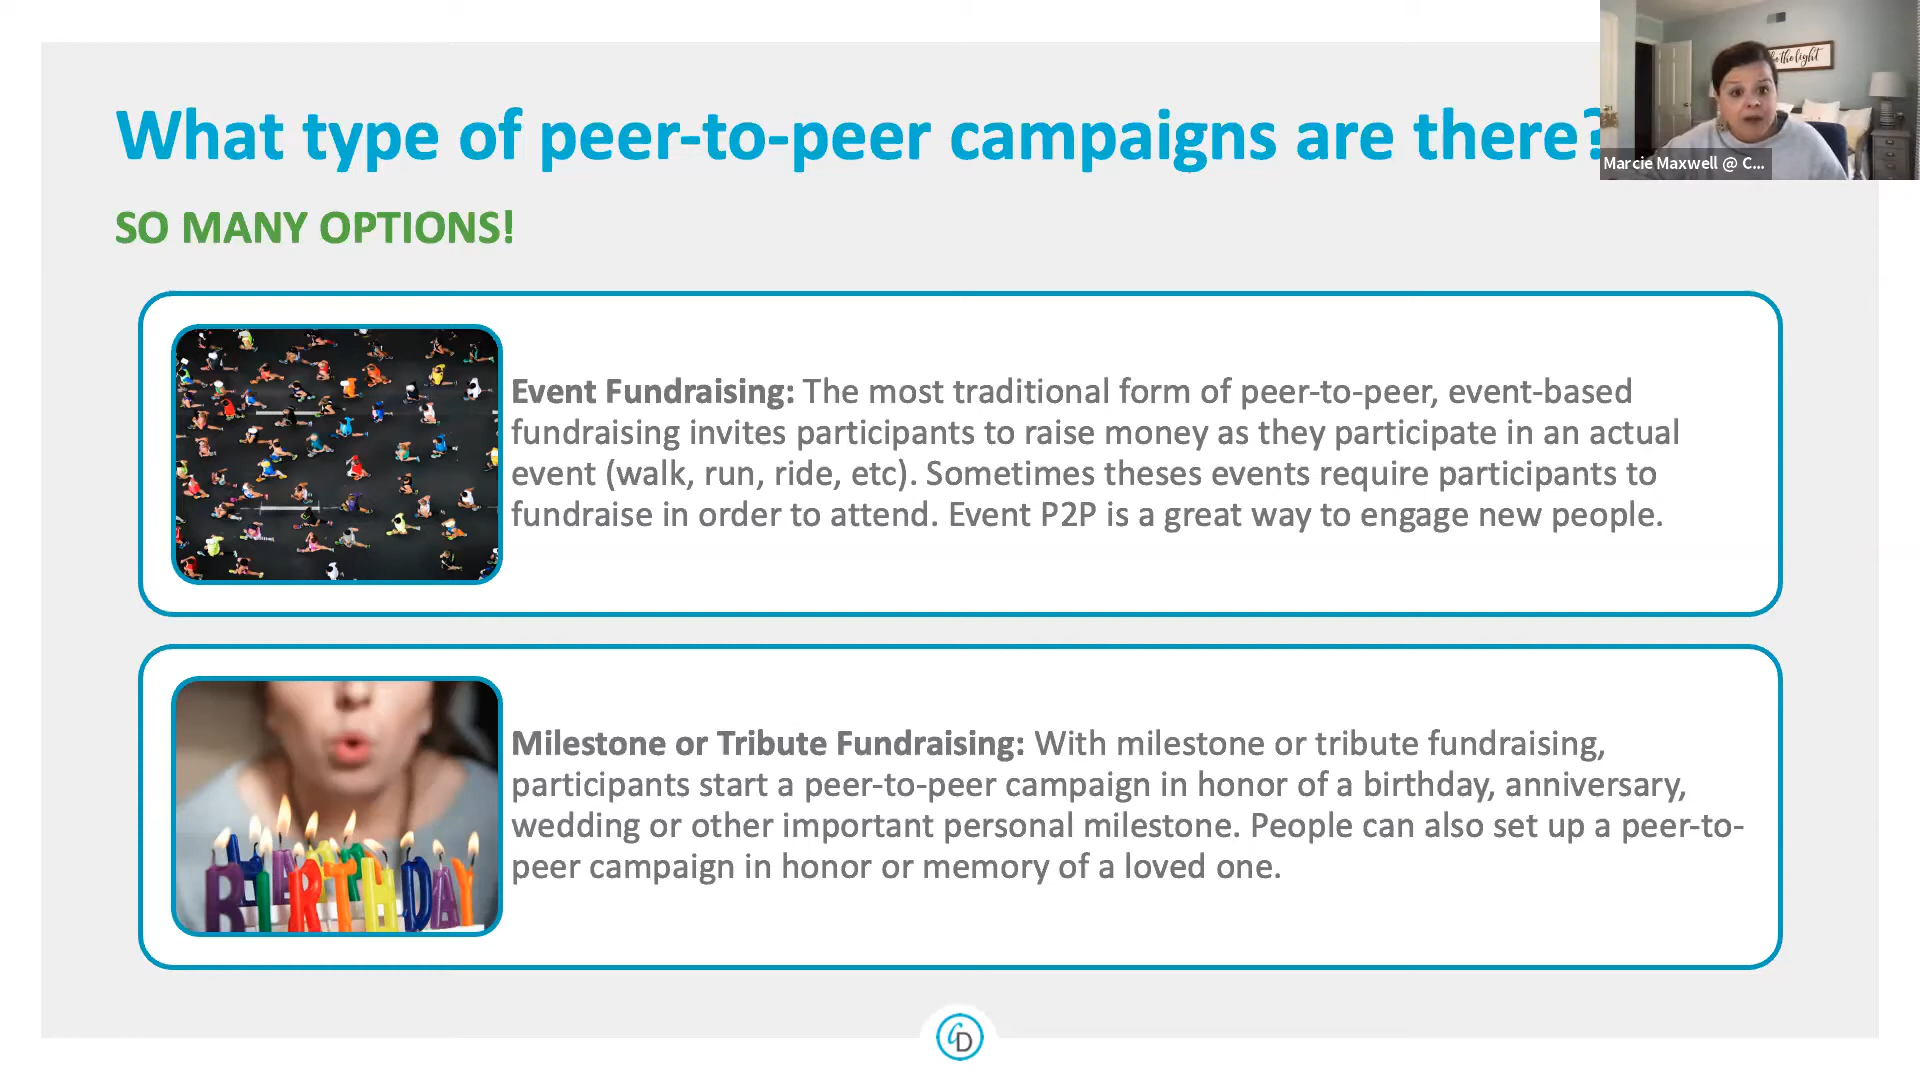 What type of peer-to-peer campaigns are there?
the light
Marcie Maxwell @ C...
SO MANY OPTIONS!
Event Fundraising: The most traditional form of peer-to-peer, event-based
fundraising invites participants to raise money as they participate in an actual
event (walk, run, ride, etc). Sometimes theses events require participants to
fundraise in order to attend. Event P2P is a great way to engage new people.
Milestone or Tribute Fundraising: With milestone or tribute fundraising,
participants start a peer-to-peer campaign in honor of a birthday, anniversary,
wedding or other important personal milestone. People can also set up a peer-to-
peer campaign in honor or memory of a loved one.
BIRTHDAY
CD